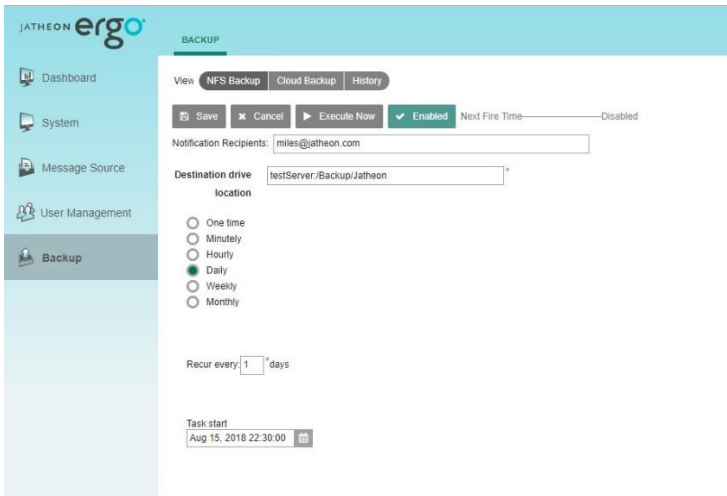 JATHEON ergo
BACKUP
Dashboard
System
Message Source
User Management
Backup
View NFS Backup Cloud Backup History
Save Cancel Execute Now Enabled Next Fire Time Disabled
Notification Recipients: miles@jatheon.com
Destination drive testServer:/Backup/Jatheon *
location
One time
Minutely
Hourly
Daily
Weekly
Monthly
Recur every: 1 *days
Task start
Aug 15, 2018 22:30:00